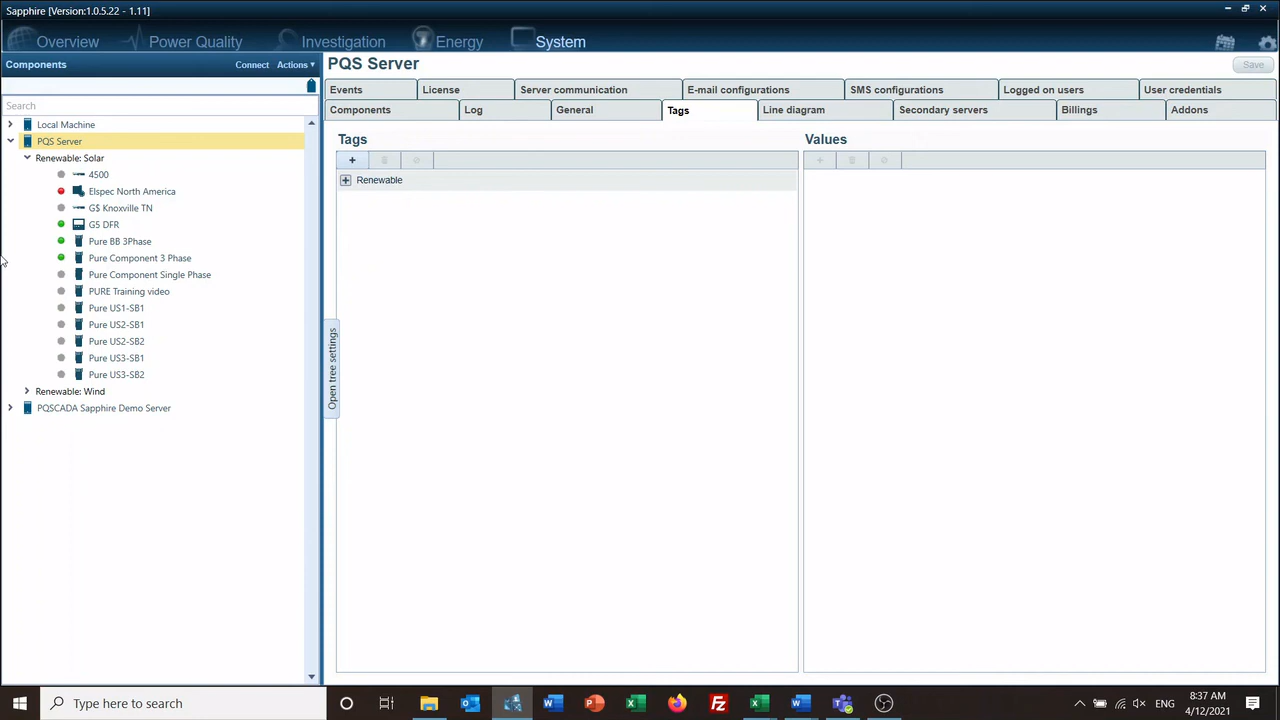 Sapphire [Version:1.0.5.22 - 1.11]
Overview Power Quality Investigation Energy System
Components Connect Actions
PQS Server Save
Events License Server communication E-mail configurations SMS configurations Logged on users User credentials
Components Log General Tags Line diagram Secondary servers Billings Addons
Search
Local Machine
PQS Server
Renewable: Solar
4500
Elspec North America
G$ Knoxville TN
G5 DFR
Pure BB 3Phase
Pure Component 3 Phase
Pure Component Single Phase
PURE Training video
Pure US1-SB1
Pure US2-SB1
Pure US2-SB2
Pure US3-SB1
Pure US3-SB2
Renewable: Wind
PQSCADA Sapphire Demo Server
Open tree settings
Tags
Renewable
Values
Type here to search
ENG
8:37 AM
4/12/2021